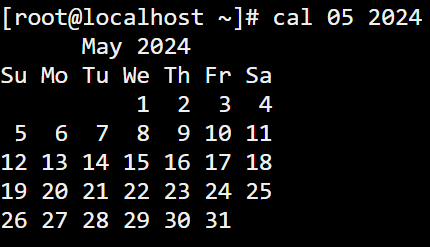 [root@localhost ~]# cal 05 2024
      May 2024
Su Mo Tu We Th Fr Sa
          1  2  3  4
 5  6  7  8  9 10 11
12 13 14 15 16 17 18
19 20 21 22 23 24 25
26 27 28 29 30 31